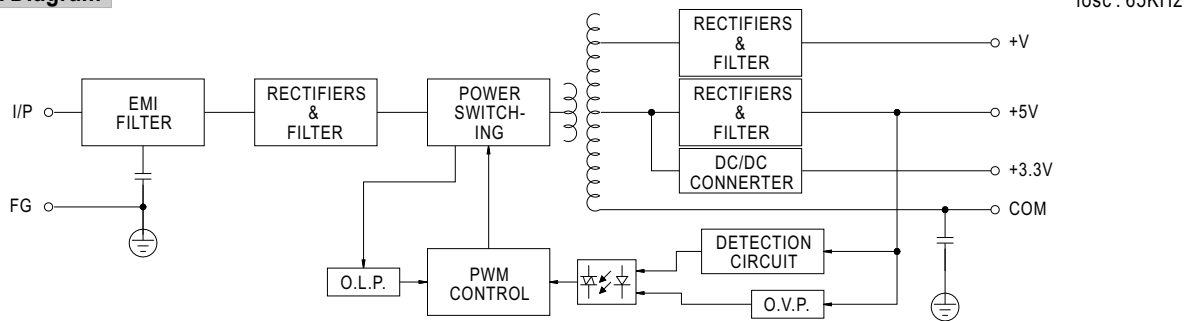 Diagram
fosc : 65KHz
RECTIFIERS
&
FILTER
+V
I/P
EMI
FILTER
RECTIFIERS
&
FILTER
POWER
SWITCH-
ING
RECTIFIERS
&
FILTER
+5V
DC/DC
CONNERTER
+3.3V
FG
COM
DETECTION
CIRCUIT
O.L.P.
PWM
CONTROL
O.V.P.